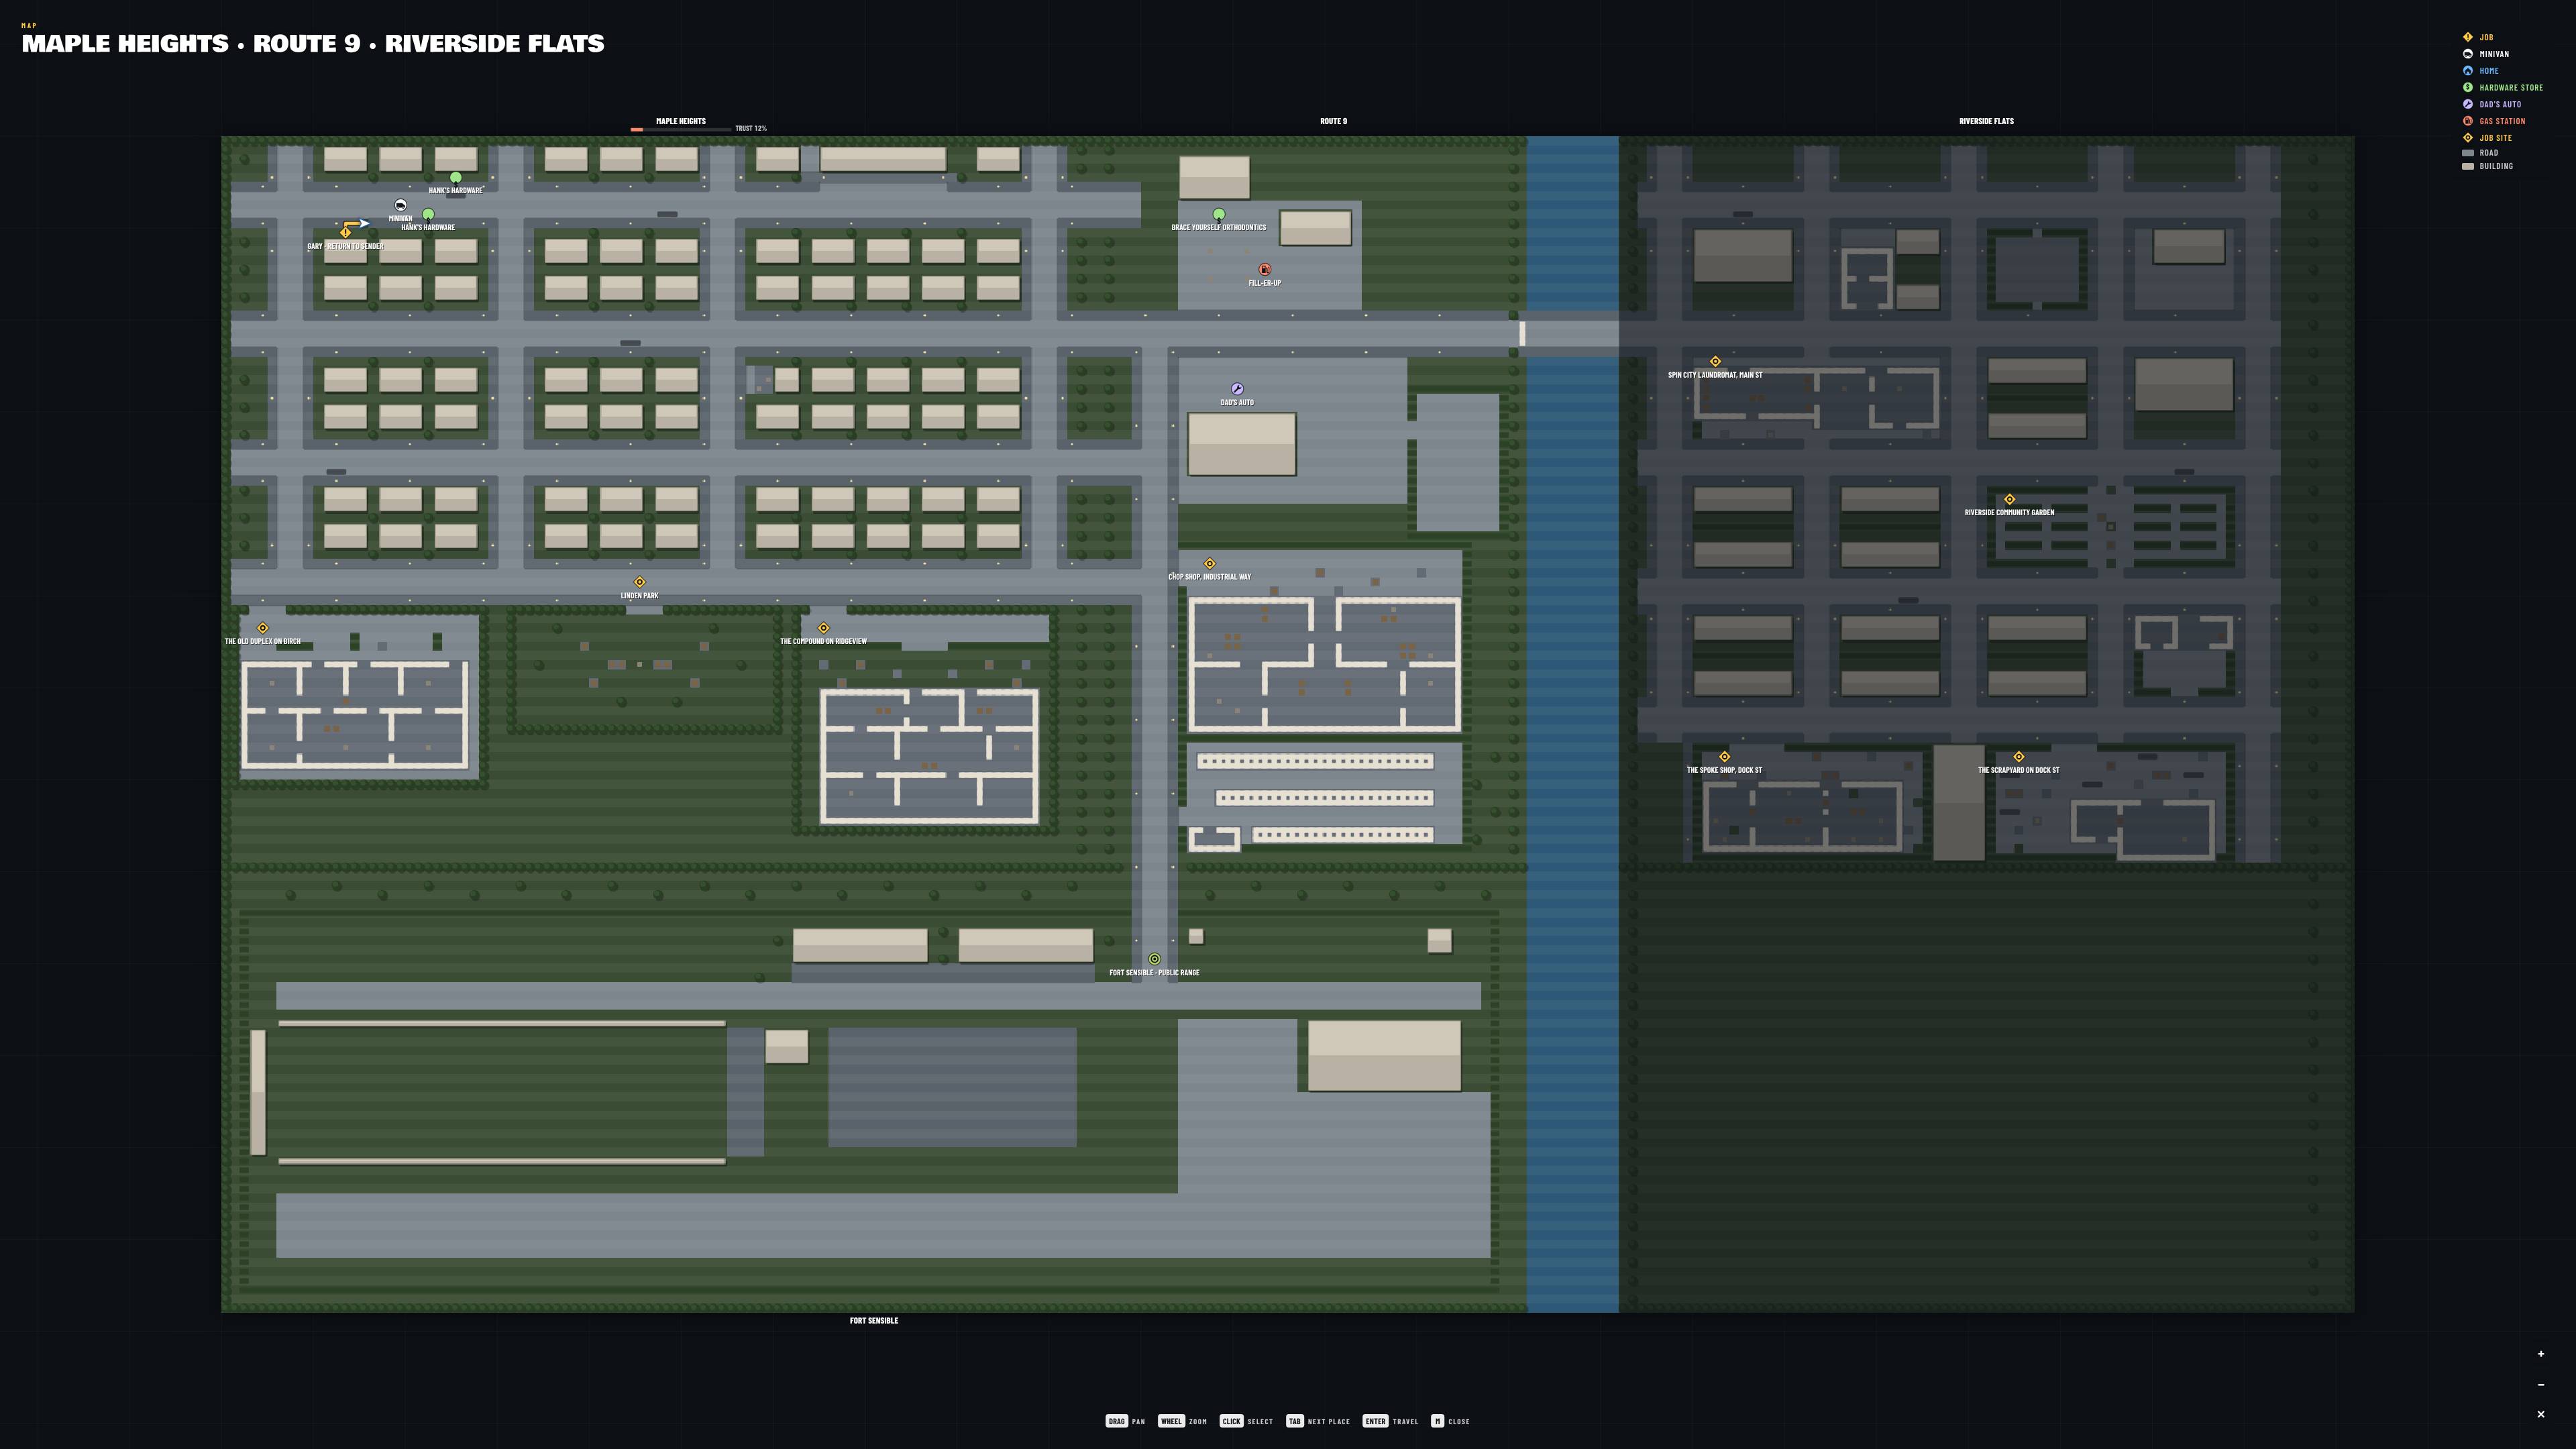 MAP
MAPLE HEIGHTS • ROUTE 9 • RIVERSIDE FLATS
JOB
MINIVAN
HOME
HARDWARE STORE
DAD'S AUTO
GAS STATION
JOB SITE
ROAD
BUILDING
MAPLE HEIGHTS
TRUST 12%
ROUTE 9
RIVERSIDE FLATS
HANK'S HARDWARE
MINIVAN
HANK'S HARDWARE
GARY - RETURN TO SENDER
BRACE YOURSELF ORTHODONTICS
FILL-ER-UP
SPIN CITY LAUNDROMAT, MAIN ST
DAD'S AUTO
RIVERSIDE COMMUNITY GARDEN
CHOP SHOP, INDUSTRIAL WAY
LINDEN PARK
THE OLD DUPLEX ON BIRCH
THE COMPOUND ON RIDGEVIEW
THE SPOKE SHOP, DOCK ST
THE SCRAPYARD ON DOCK ST
FORT SENSIBLE - PUBLIC RANGE
FORT SENSIBLE
+
−
×
DRAG PAN WHEEL ZOOM CLICK SELECT TAB NEXT PLACE ENTER TRAVEL M CLOSE